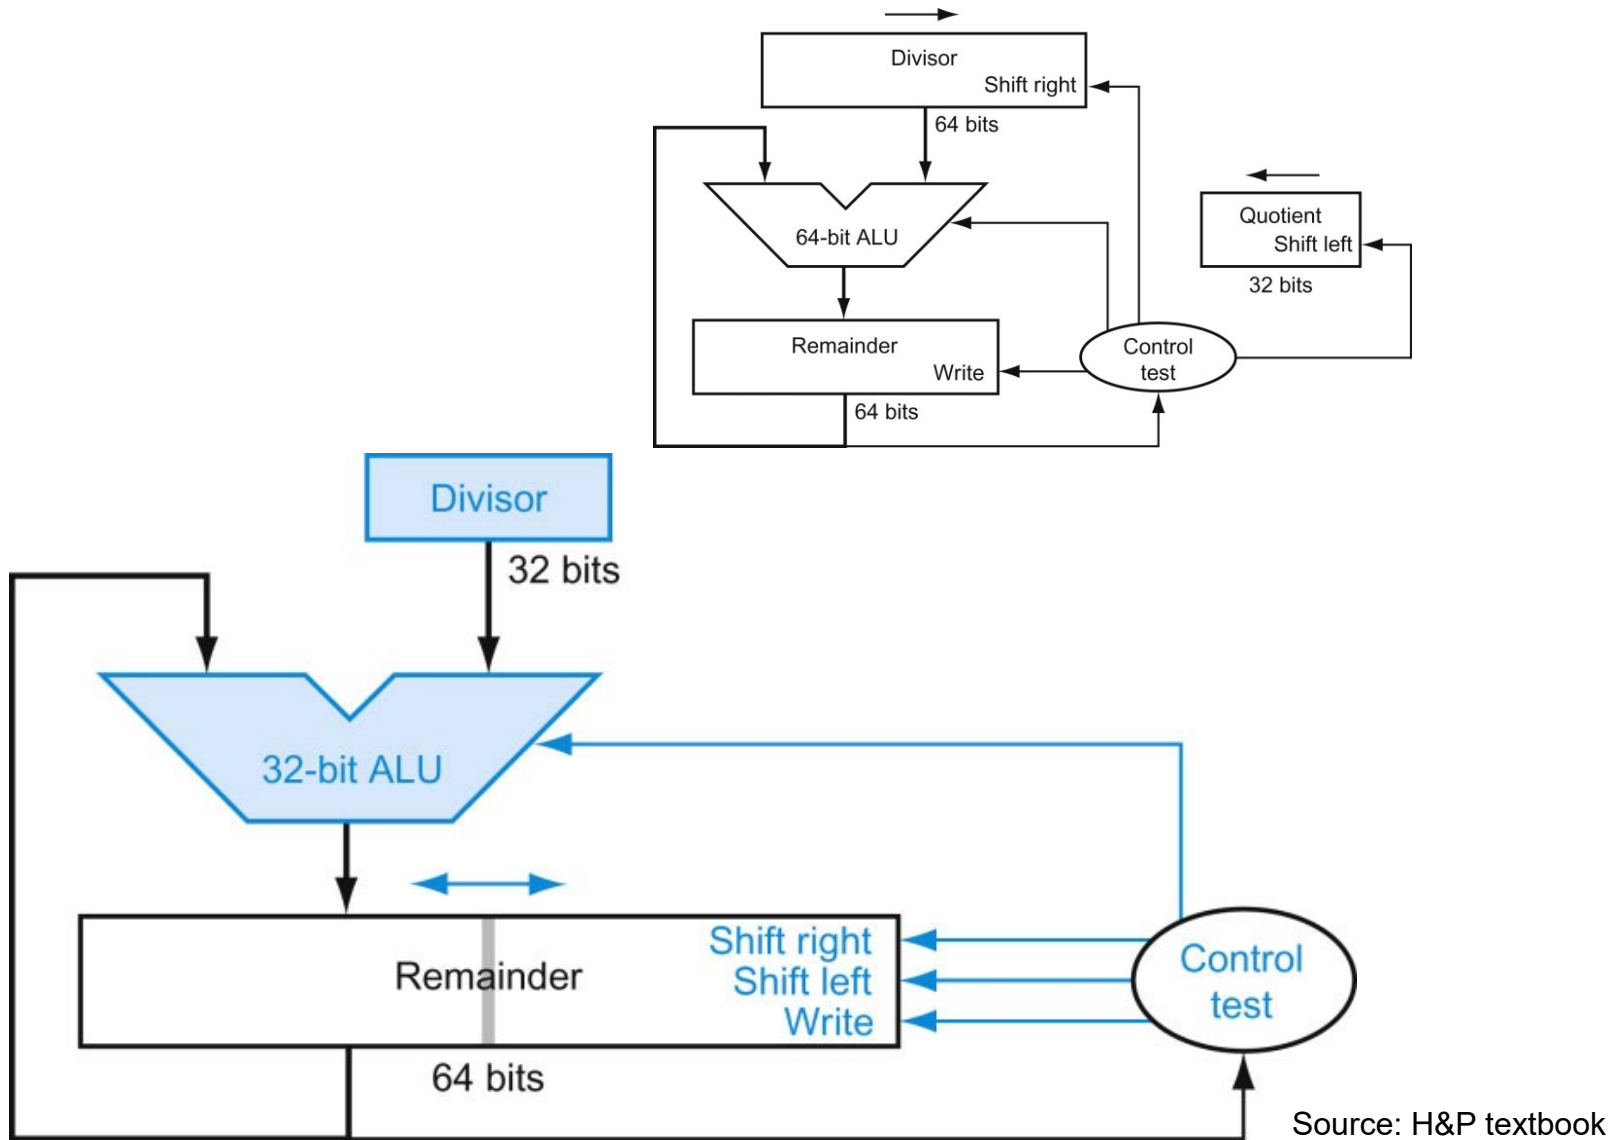 Divisor
Shift right
64 bits
64-bit ALU
Quotient
Shift left
32 bits
Remainder
Write
64 bits
Control
test
Divisor
32 bits
32-bit ALU
Remainder
Shift right
Shift left
Write
64 bits
Control
test
Source: H&P textbook